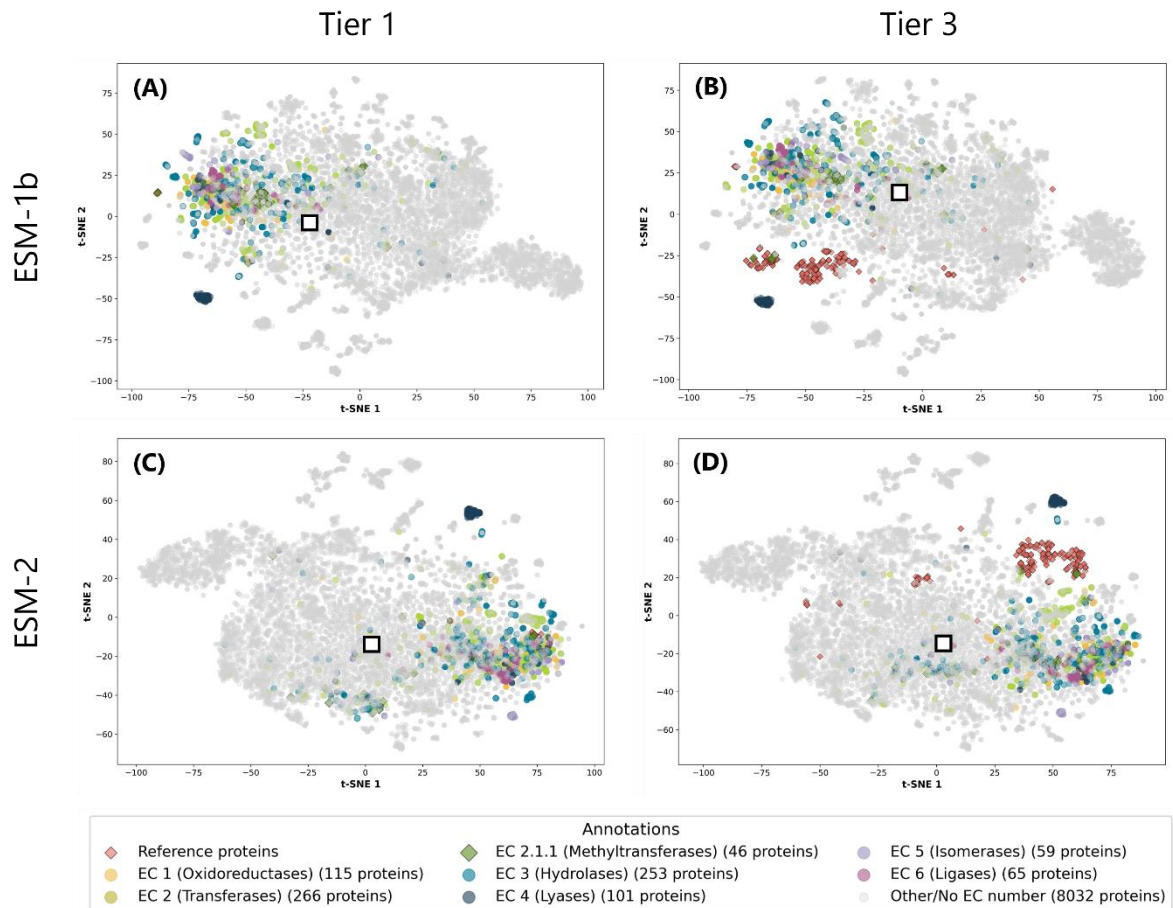 Tier 1
Tier 3
ESM-1b
(A)
75
50
25
0
−25
−50
−75
−100
t-SNE 2
−100
−75
−50
−25
0
25
50
75
100
t-SNE 1
(B)
75
50
25
0
−25
−50
−75
−100
t-SNE 2
−100
−75
−50
−25
0
25
50
75
100
t-SNE 1
ESM-2
(C)
80
60
40
20
0
−20
−40
−60
t-SNE 2
−100
−75
−50
−25
0
25
50
75
100
t-SNE 1
(D)
80
60
40
20
0
−20
−40
−60
t-SNE 2
−100
−75
−50
−25
0
25
50
75
100
t-SNE 1
Annotations
Reference proteins
EC 1 (Oxidoreductases) (115 proteins)
EC 2 (Transferases) (266 proteins)
EC 2.1.1 (Methyltransferases) (46 proteins)
EC 3 (Hydrolases) (253 proteins)
EC 4 (Lyases) (101 proteins)
EC 5 (Isomerases) (59 proteins)
EC 6 (Ligases) (65 proteins)
Other/No EC number (8032 proteins)